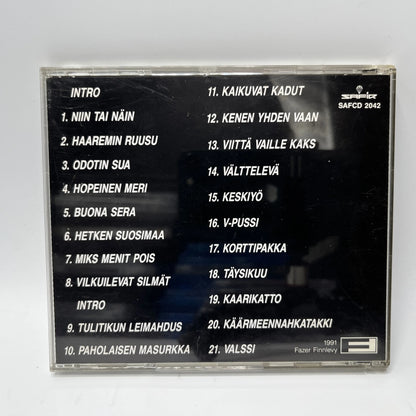 INTRO
1. NIIN TAI NÄIN
2. HAAREMIN RUUSU
3. ODOTIN SUA
4. HOPEINEN MERI
5. BUONA SERA
6. HETKEN SUOSIMAA
7. MIKS MENIT POIS
8. VILKUILEVAT SILMÄT
INTRO
9. TULITIKUN LEIMAHDUS
10. PAHOLAISEN MASURKKA
11. KAIKUVAT KADUT
12. KENEN YHDEN VAAN
13. VIITTÄ VAILLE KAKS
14. VÄLTTELEVÄ
15. KESKIYÖ
16. V-PUSSI
17. KORTTIPAKKA
18. TÄYSIKUU
19. KAARIKATTO
20. KÄÄRMEENNAHKATAKKI
21. VALSSI
SAFIR
SAFCD 2042
1991
Fazer Finnlevy
F